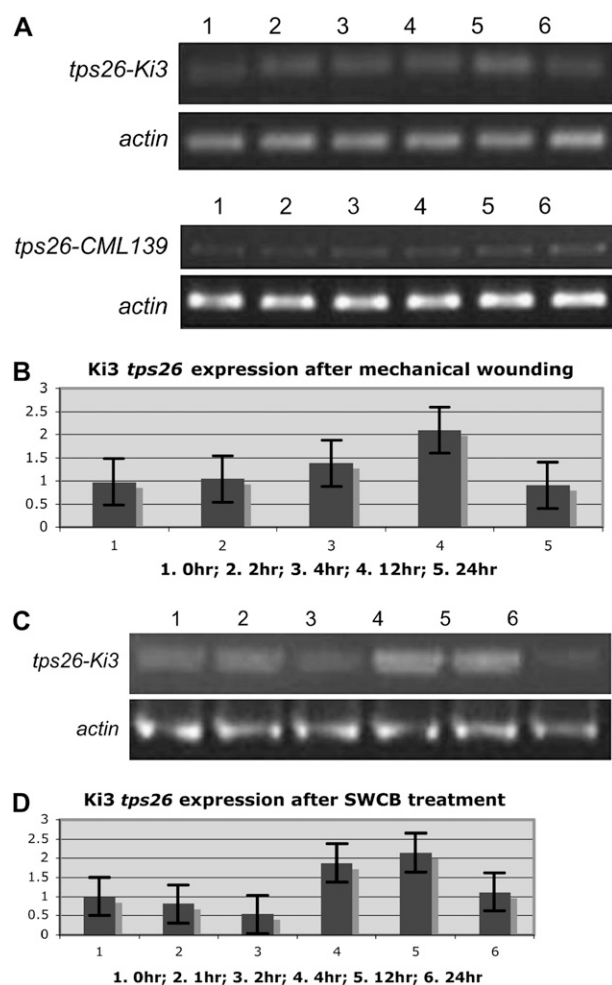 A
1 2 3 4 5 6
tps26-Ki3
actin
1 2 3 4 5 6
tps26-CML139
actin
B
Ki3 tps26 expression after mechanical wounding
3
2.5
2
1.5
1
0.5
0
1 2 3 4 5
1. 0hr; 2. 2hr; 3. 4hr; 4. 12hr; 5. 24hr
C
1 2 3 4 5 6
tps26-Ki3
actin
D
Ki3 tps26 expression after SWCB treatment
3
2.5
2
1.5
1
0.5
0
1 2 3 4 5 6
1. 0hr; 2. 1hr; 3. 2hr; 4. 4hr; 5. 12hr; 6. 24hr